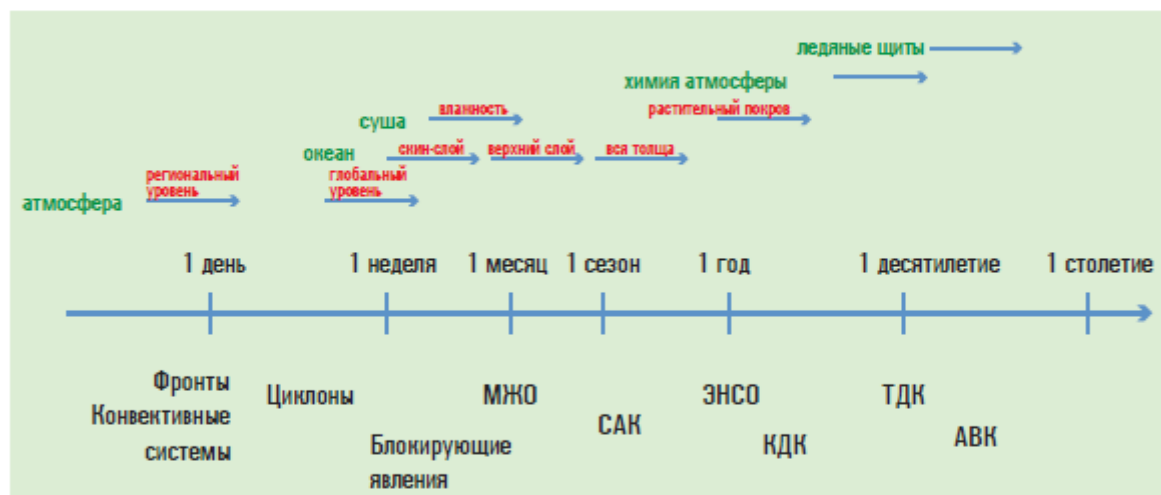 ледяные щиты
химия атмосферы
влажность
растительный покров
суша
океан
скин-слой
верхний слой
вся толща
региональный
уровень
глобальный
уровень
атмосфера
1 день
1 неделя
1 месяц
1 сезон
1 год
1 десятилетие
1 столетие
Фронты
Конвективные
системы
Циклоны
Блокирующие
явления
МЖО
САК
ЭНСО
КДК
ТДК
АВК